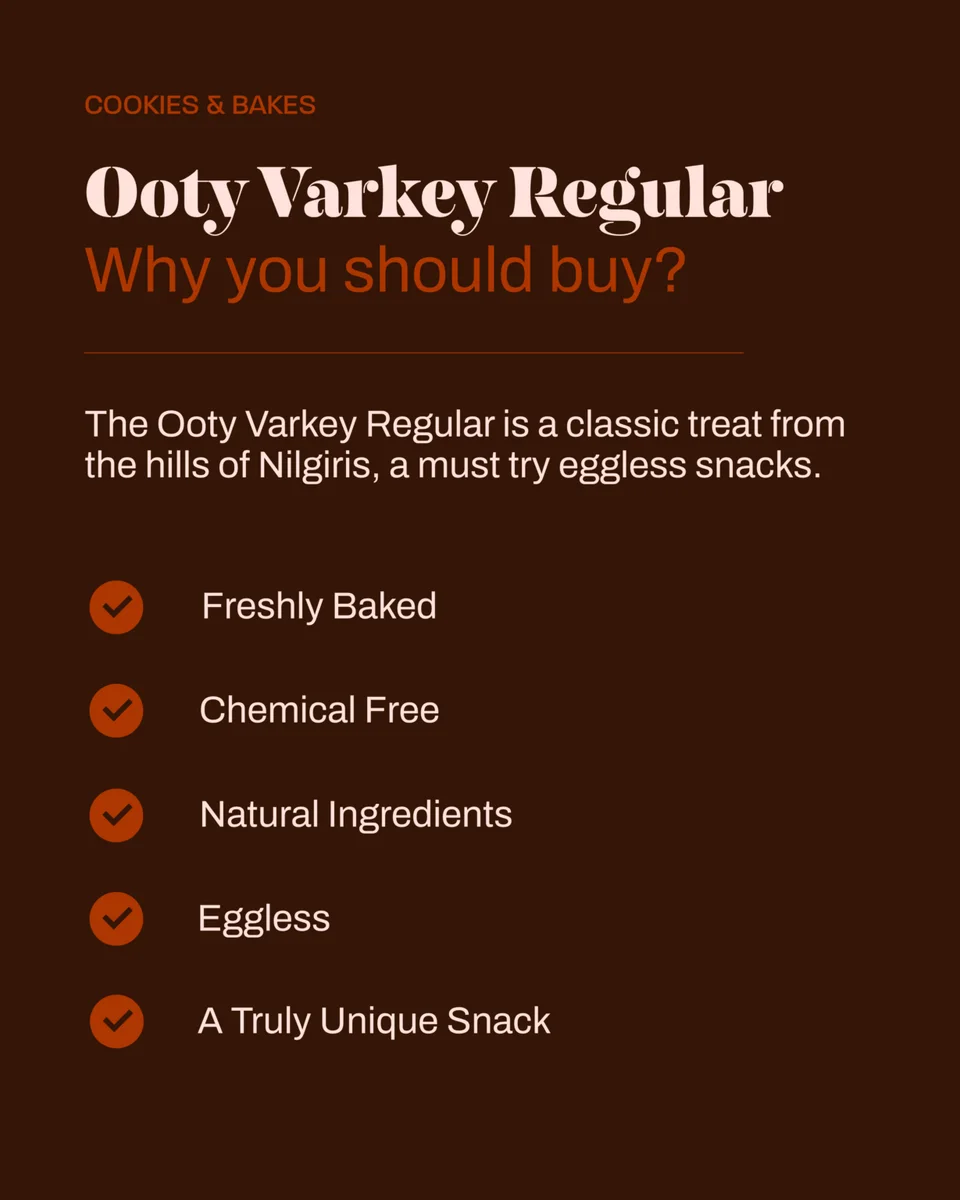 COOKIES & BAKES
Ooty Varkey Regular
Why you should buy?
The Ooty Varkey Regular is a classic treat from
the hills of Nilgiris, a must try eggless snacks.
Freshly Baked
Chemical Free
Natural Ingredients
Eggless
A Truly Unique Snack